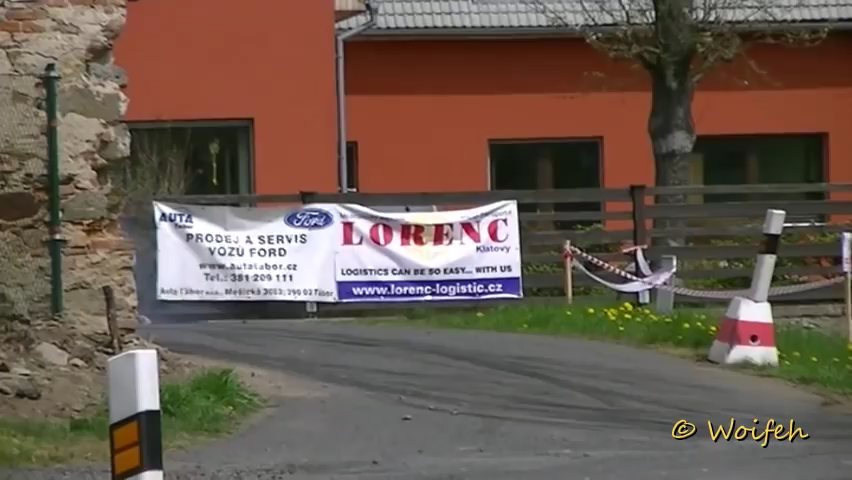 AUTA
Ford
PRODEJ A SERVIS
VOZŮ FORD
www.autatabor.cz
Tel.: 381 209 111
LORENC
Klatovy
LOGISTICS CAN BE SO EASY... WITH US
www.lorenc-logistic.cz
© Woifeh